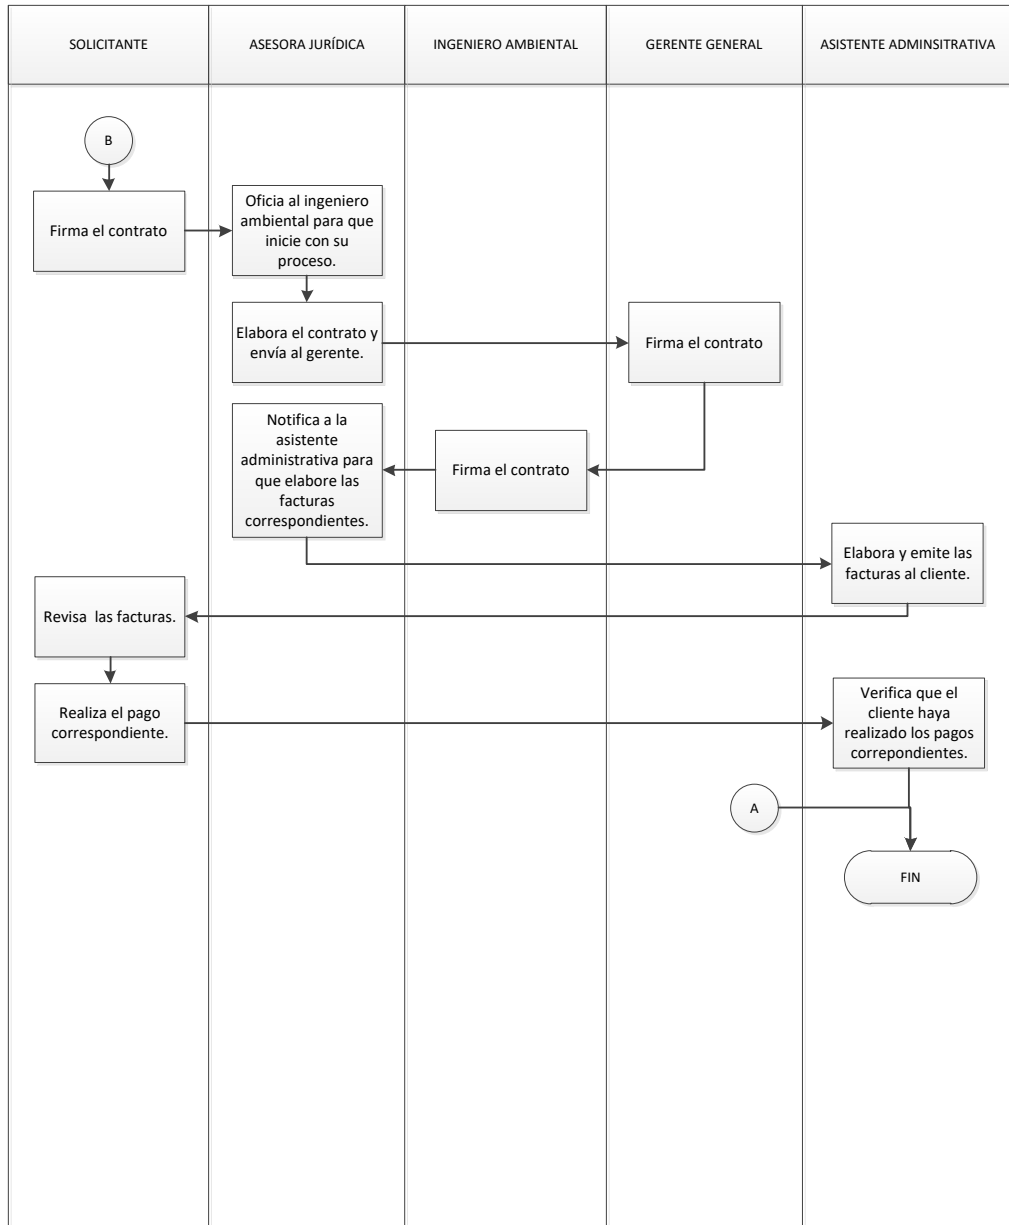 SOLICITANTE
ASESORA JURÍDICA
INGENIERO AMBIENTAL
GERENTE GENERAL
ASISTENTE ADMINSITRATIVA
B
Firma el contrato
Oficia al ingeniero
ambiental para que
inicie con su
proceso.
Elabora el contrato y
envía al gerente.
Firma el contrato
Firma el contrato
Notifica a la
asistente
administrativa para
que elabore las
facturas
correspondientes.
Elabora y emite las
facturas al cliente.
Revisa las facturas.
Realiza el pago
correspondiente.
Verifica que el
cliente haya
realizado los pagos
correpondientes.
A
FIN